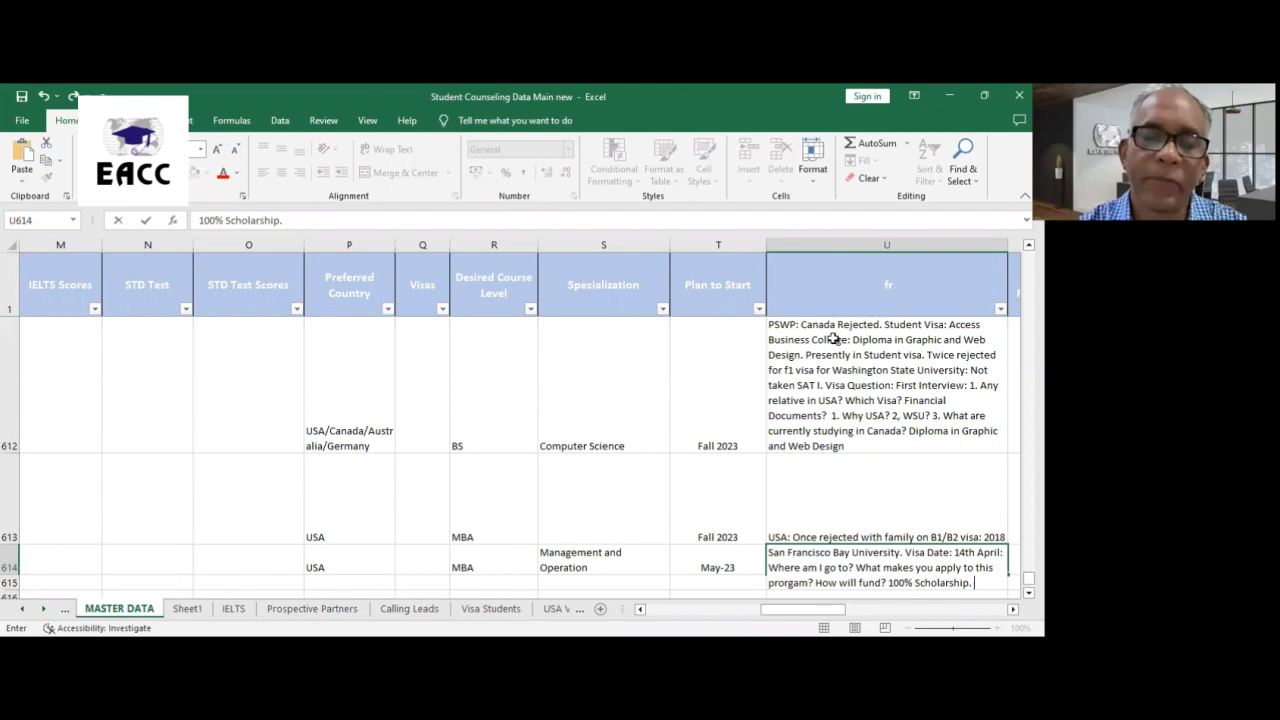 Student Counseling Data Main new - Excel
Sign in
File
Home
Formulas
Data
Review
View
Help
Tell me what you want to do
EACC
Paste
Wrap Text
Merge & Center
General
Conditional Formatting
Format as Table
Cell Styles
Insert
Delete
Format
AutoSum
Fill
Clear
Sort & Filter
Find & Select
Clipboard
Alignment
Number
Styles
Cells
Editing
U614
100% Scholarship.
M N O P Q R S T U
1
IELTS Scores
STD Test
STD Test Scores
Preferred Country
Visas
Desired Course Level
Specialization
Plan to Start
fr
PSWP: Canada Rejected. Student Visa: Access
Business College: Diploma in Graphic and Web
Design. Presently in Student visa. Twice rejected
for f1 visa for Washington State University: Not
taken SAT I. Visa Question: First Interview: 1. Any
relative in USA? Which Visa? Financial
Documents? 1. Why USA? 2, WSU? 3. What are
currently studying in Canada? Diploma in Graphic
and Web Design
612
USA/Canada/Austr
alia/Germany
BS
Computer Science
Fall 2023
613
USA
MBA
Fall 2023
USA: Once rejected with family on B1/B2 visa: 2018
614
USA
MBA
Management and
Operation
May-23
San Francisco Bay University. Visa Date: 14th April:
Where am I go to? What makes you apply to this
prorgam? How will fund? 100% Scholarship.
615
...
MASTER DATA
Sheet1
IELTS
Prospective Partners
Calling Leads
Visa Students
USA V
...
Enter
Accessibility: Investigate
100%